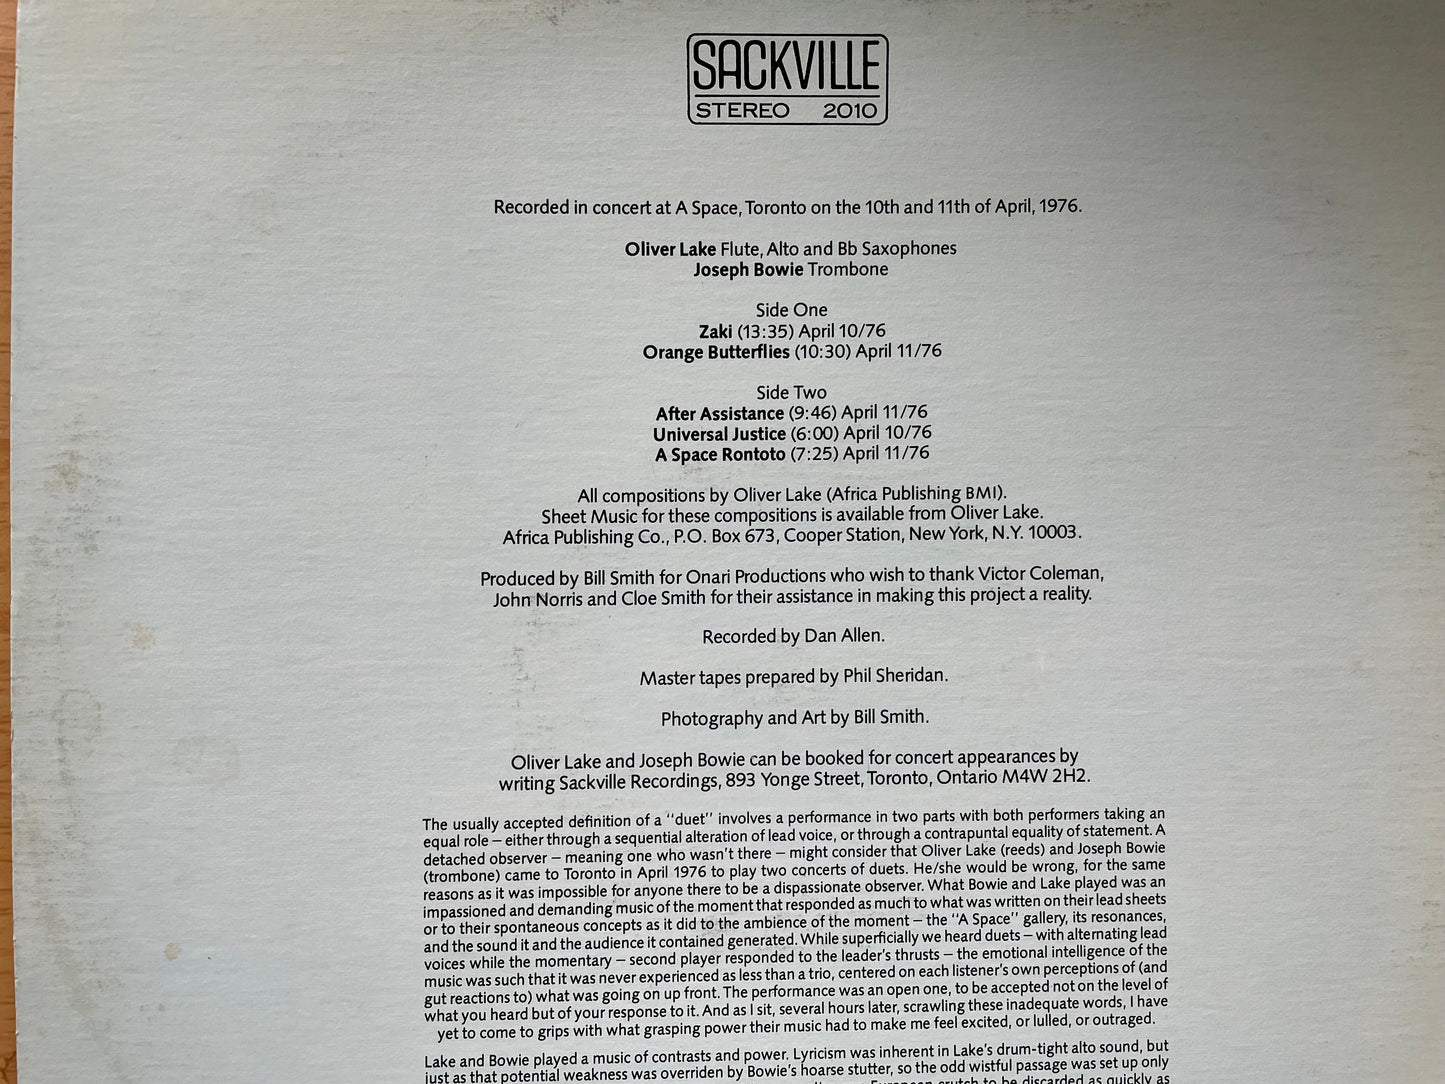 SACKVILLE
STEREO 2010
Recorded in concert at A Space, Toronto on the 10th and 11th of April, 1976.
Oliver Lake Flute, Alto and Bb Saxophones
Joseph Bowie Trombone
Side One
Zaki (13:35) April 10/76
Orange Butterflies (10:30) April 11/76
Side Two
After Assistance (9:46) April 11/76
Universal Justice (6:00) April 10/76
A Space Rontoto (7:25) April 11/76
All compositions by Oliver Lake (Africa Publishing BMI).
Sheet Music for these compositions is available from Oliver Lake.
Africa Publishing Co., P.O. Box 673, Cooper Station, New York, N.Y. 10003.
Produced by Bill Smith for Onari Productions who wish to thank Victor Coleman,
John Norris and Cloe Smith for their assistance in making this project a reality.
Recorded by Dan Allen.
Master tapes prepared by Phil Sheridan.
Photography and Art by Bill Smith.
Oliver Lake and Joseph Bowie can be booked for concert appearances by
writing Sackville Recordings, 893 Yonge Street, Toronto, Ontario M4W 2H2.
The usually accepted definition of a "duet" involves a performance in two parts with both performers taking an
equal role – either through a sequential alteration of lead voice, or through a contrapuntal equality of statement. A
detached observer – meaning one who wasn't there – might consider that Oliver Lake (reeds) and Joseph Bowie
(trombone) came to Toronto in April 1976 to play two concerts of duets. He/she would be wrong, for the same
reasons as it was impossible for anyone there to be a dispassionate observer. What Bowie and Lake played was an
impassioned and demanding music of the moment that responded as much to what was written on their lead sheets
or to their spontaneous concepts as it did to the ambience of the moment – the "A Space" gallery, its resonances,
and the sound it and the audience it contained generated. While superficially we heard duets – with alternating lead
voices while the momentary – second player responded to the leader's thrusts – the emotional intelligence of the
music was such that it was never experienced as less than a trio, centered on each listener's own perceptions of (and
gut reactions to) what was going on up front. The performance was an open one, to be accepted not on the level of
what you heard but of your response to it. And as I sit, several hours later, scrawling these inadequate words, I have
yet to come to grips with what grasping power their music had to make me feel excited, or lulled, or outraged.
Lake and Bowie played a music of contrasts and power. Lyricism was inherent in Lake's drum-tight alto sound, but
just as that potential weakness was overriden by Bowie's hoarse stutter, so the odd wistful passage was set up only
European crutch to be discarded as quickly as